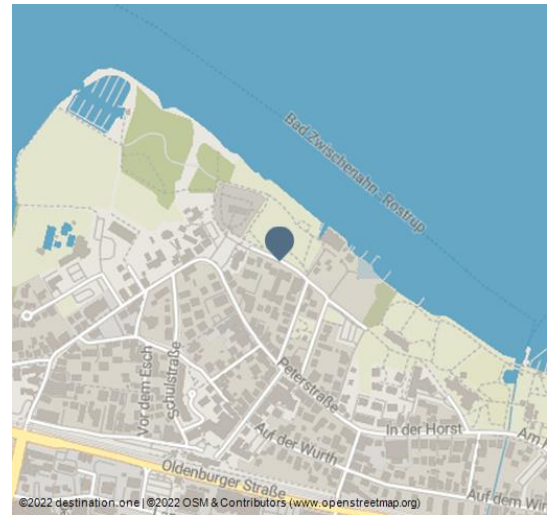 Bad Zwischenahn - Rostrup
Vor dem Esch
Schulstraße
Peterstraße
In der Horst
Auf der Wurth
Am
Oldenburger Straße
Auf dem Win
©2022 destination.one | ©2022 OSM & Contributors (www.openstreetmap.org)